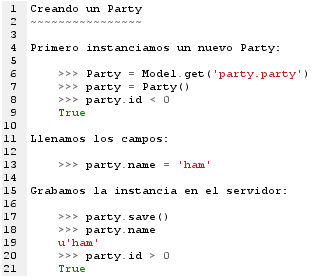 1 Creando un Party
2 ~~~~~~~~~~~~~~~~
3
4 Primero instanciamos un nuevo Party:
5
6 >>> Party = Model.get('party.party')
7 >>> party = Party()
8 >>> party.id < 0
9 True
10
11 Llenamos los campos:
12
13 >>> party.name = 'ham'
14
15 Grabamos la instancia en el servidor:
16
17 >>> party.save()
18 >>> party.name
19 u'ham'
20 >>> party.id > 0
21 True